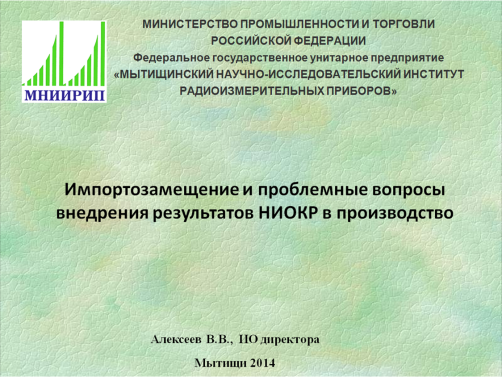 МИНИСТЕРСТВО ПРОМЫШЛЕННОСТИ И ТОРГОВЛИ
РОССИЙСКОЙ ФЕДЕРАЦИИ
Федеральное государственное унитарное предприятие
«МЫТИЩИНСКИЙ НАУЧНО-ИССЛЕДОВАТЕЛЬСКИЙ ИНСТИТУТ
РАДИОИЗМЕРИТЕЛЬНЫХ ПРИБОРОВ»
МНИИРИП
Импортозамещение и проблемные вопросы
внедрения результатов НИОКР в производство
Алексеев В.В., ИО директора
Мытищи 2014